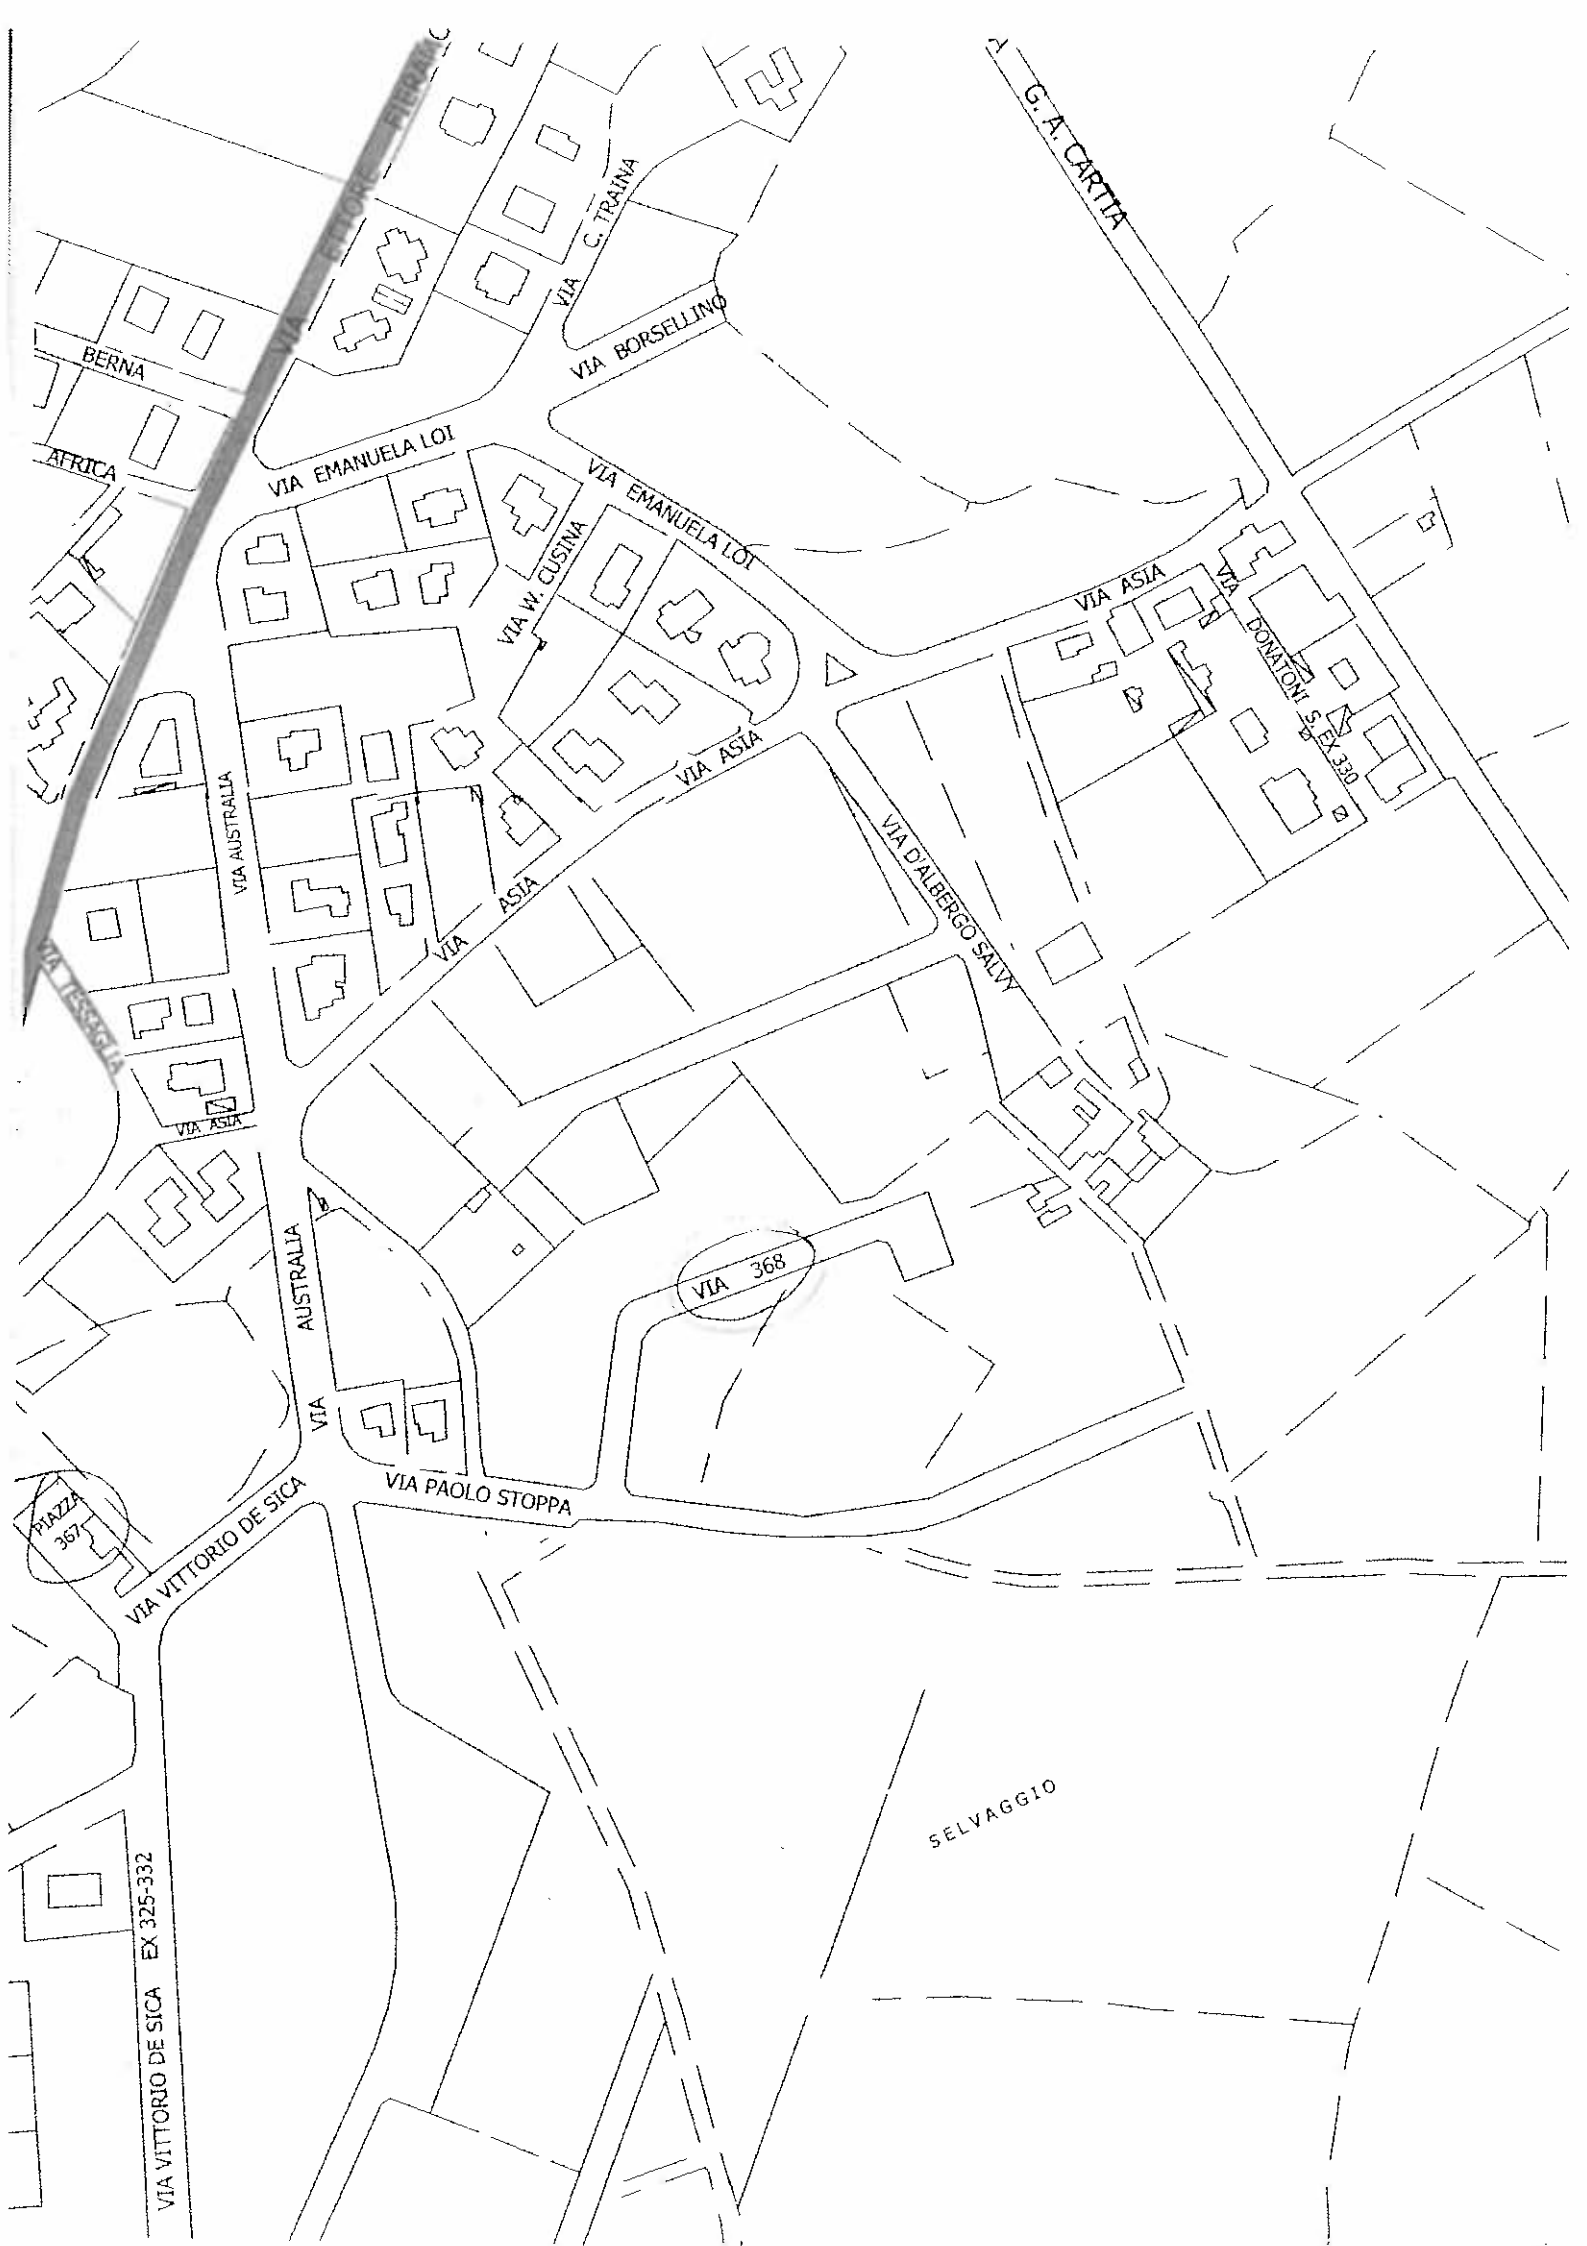 VIA ETTORE FIERAM
G. A. CARTIA
VIA C. TRAINA
VIA BORSELLINO
BERNA
AFRICA
VIA EMANUELA LOI
VIA EMANUELA LOI
VIA W. CUSINA
VIA ASIA
VIA DONATONI S. EX 330
VIA ASIA
VIA AUSTRALIA
VIA D'ALBERGO SALVY
VIA ASIA
VIA TESSAGLIA
VIA ASIA
VIA AUSTRALIA
VIA 368
VIA PAOLO STOPPA
PIAZZA
367
VIA VITTORIO DE SICA
SELVAGGIO
VIA VITTORIO DE SICA EX 325-332